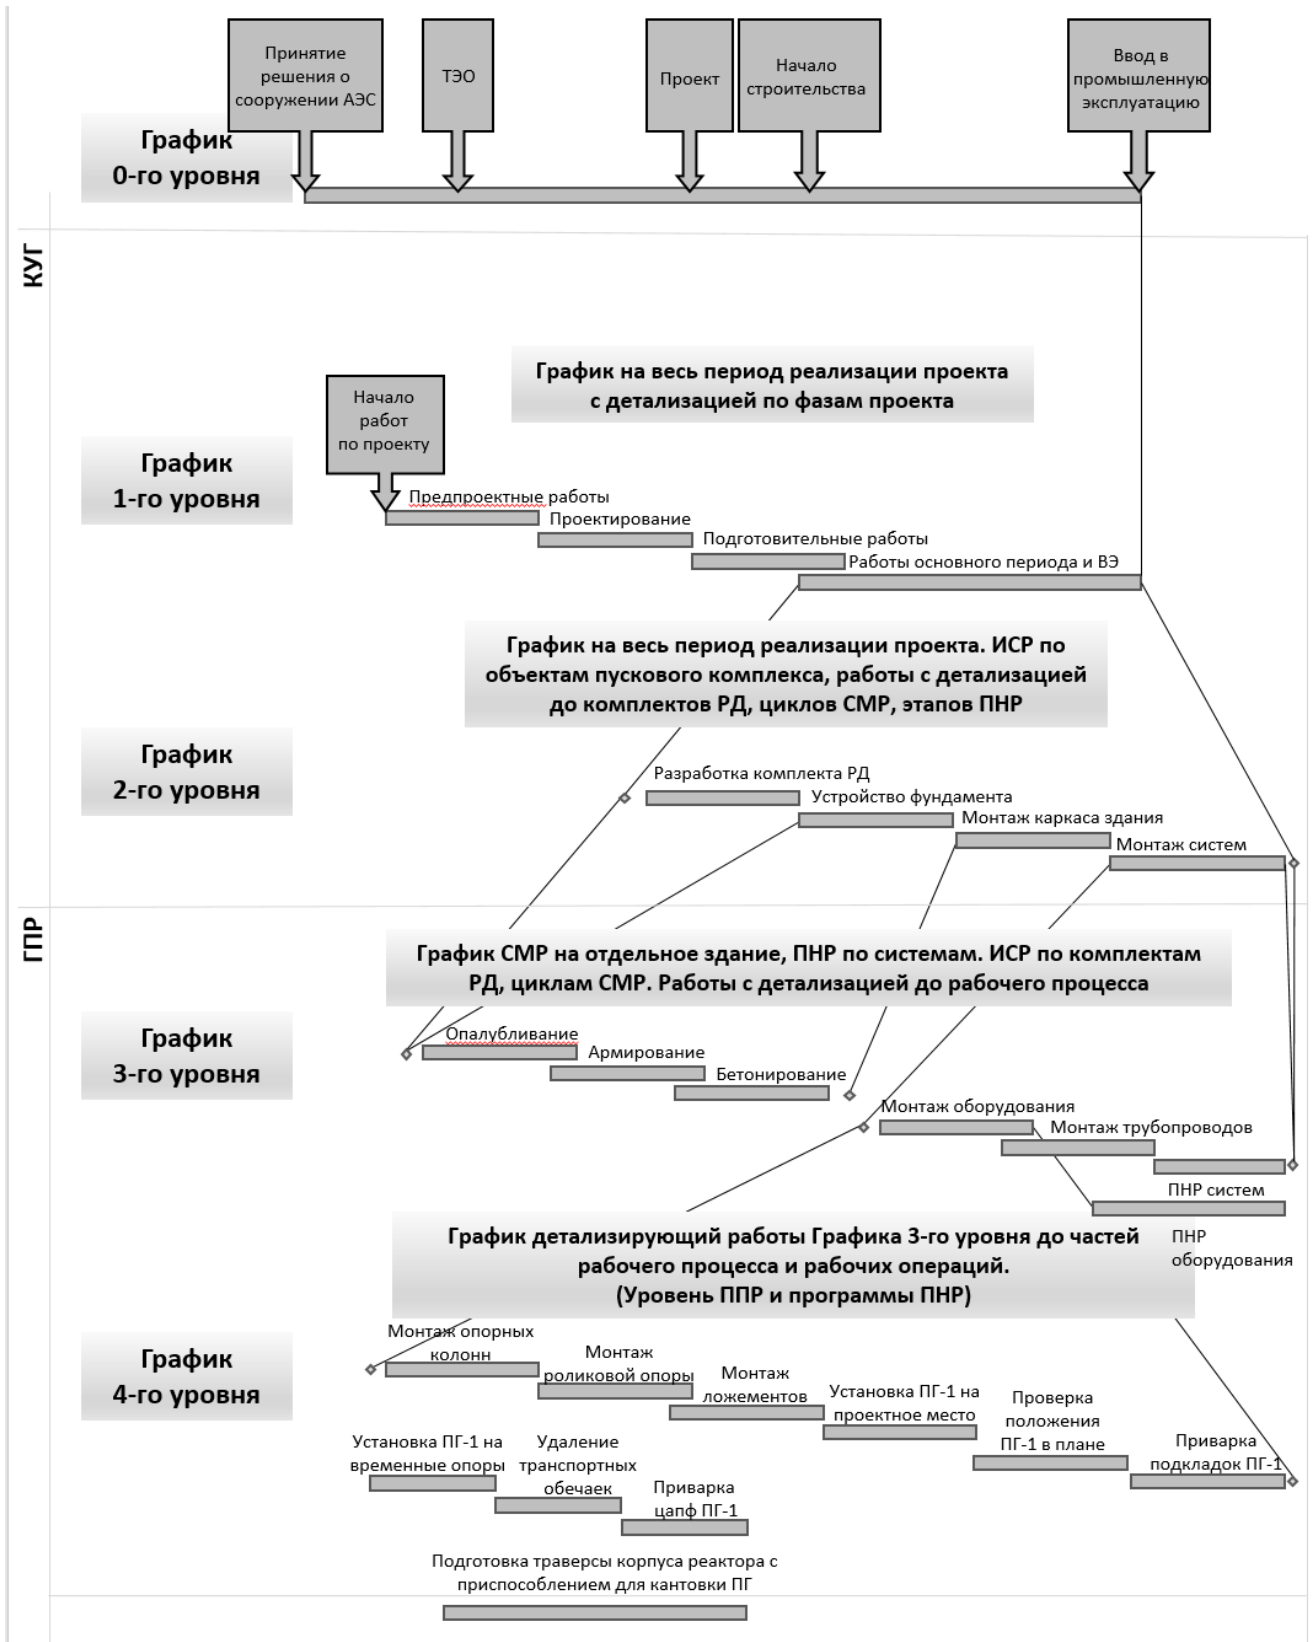 Принятие
решения о
сооружении АЭС
ТЭО
Проект
Начало
строительства
Ввод в
промышленную
эксплуатацию
График
0-го уровня
КУГ
График на весь период реализации проекта
с детализацией по фазам проекта
Начало
работ
по проекту
График
1-го уровня
Предпроектные работы
Проектирование
Подготовительные работы
Работы основного периода и ВЭ
График на весь период реализации проекта. ИСР по
объектам пускового комплекса, работы с детализацией
до комплектов РД, циклов СМР, этапов ПНР
График
2-го уровня
Разработка комплекта РД
Устройство фундамента
Монтаж каркаса здания
Монтаж систем
ГПР
График СМР на отдельное здание, ПНР по системам. ИСР по комплектам
РД, циклам СМР. Работы с детализацией до рабочего процесса
График
3-го уровня
Опалубливание
Армирование
Бетонирование
Монтаж оборудования
Монтаж трубопроводов
ПНР систем
ПНР
оборудования
График детализирующий работы Графика 3-го уровня до частей
рабочего процесса и рабочих операций.
(Уровень ППР и программы ПНР)
График
4-го уровня
Монтаж опорных
колонн
Монтаж
роликовой опоры
Монтаж
ложементов
Установка ПГ-1 на
проектное место
Проверка
положения
ПГ-1 в плане
Приварка
подкладок ПГ-1
Установка ПГ-1 на
временные опоры
Удаление
транспортных
обечаек
Приварка
цапф ПГ-1
Подготовка траверсы корпуса реактора с
приспособлением для кантовки ПГ